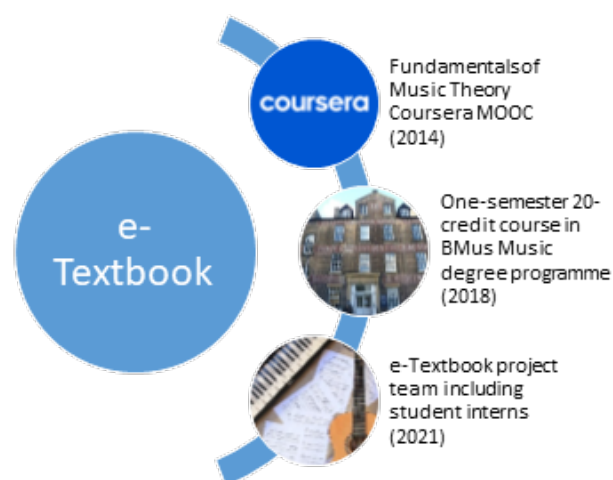 e-
Textbook
coursera
Fundamentalsof
Music Theory
Coursera MOOC
(2014)
One-semester 20-
credit course in
BMus Music
degree programme
(2018)
e-Textbook project
team including
student interns
(2021)